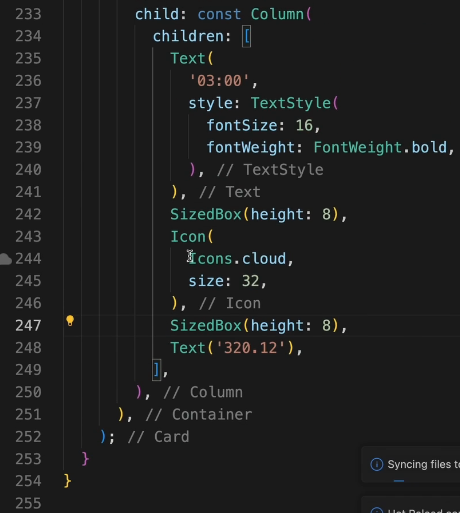 233 child: const Column(
234 children: [
235 Text(
236 '03:00',
237 style: TextStyle(
238 fontSize: 16,
239 fontWeight: FontWeight.bold,
240 ), // TextStyle
241 ), // Text
242 SizedBox(height: 8),
243 Icon(
244 Icons.cloud,
245 size: 32,
246 ), // Icon
247 SizedBox(height: 8),
248 Text('320.12'),
249 ],
250 ), // Column
251 ), // Container
252 ); // Card
253 }
Syncing files to
254 }
255